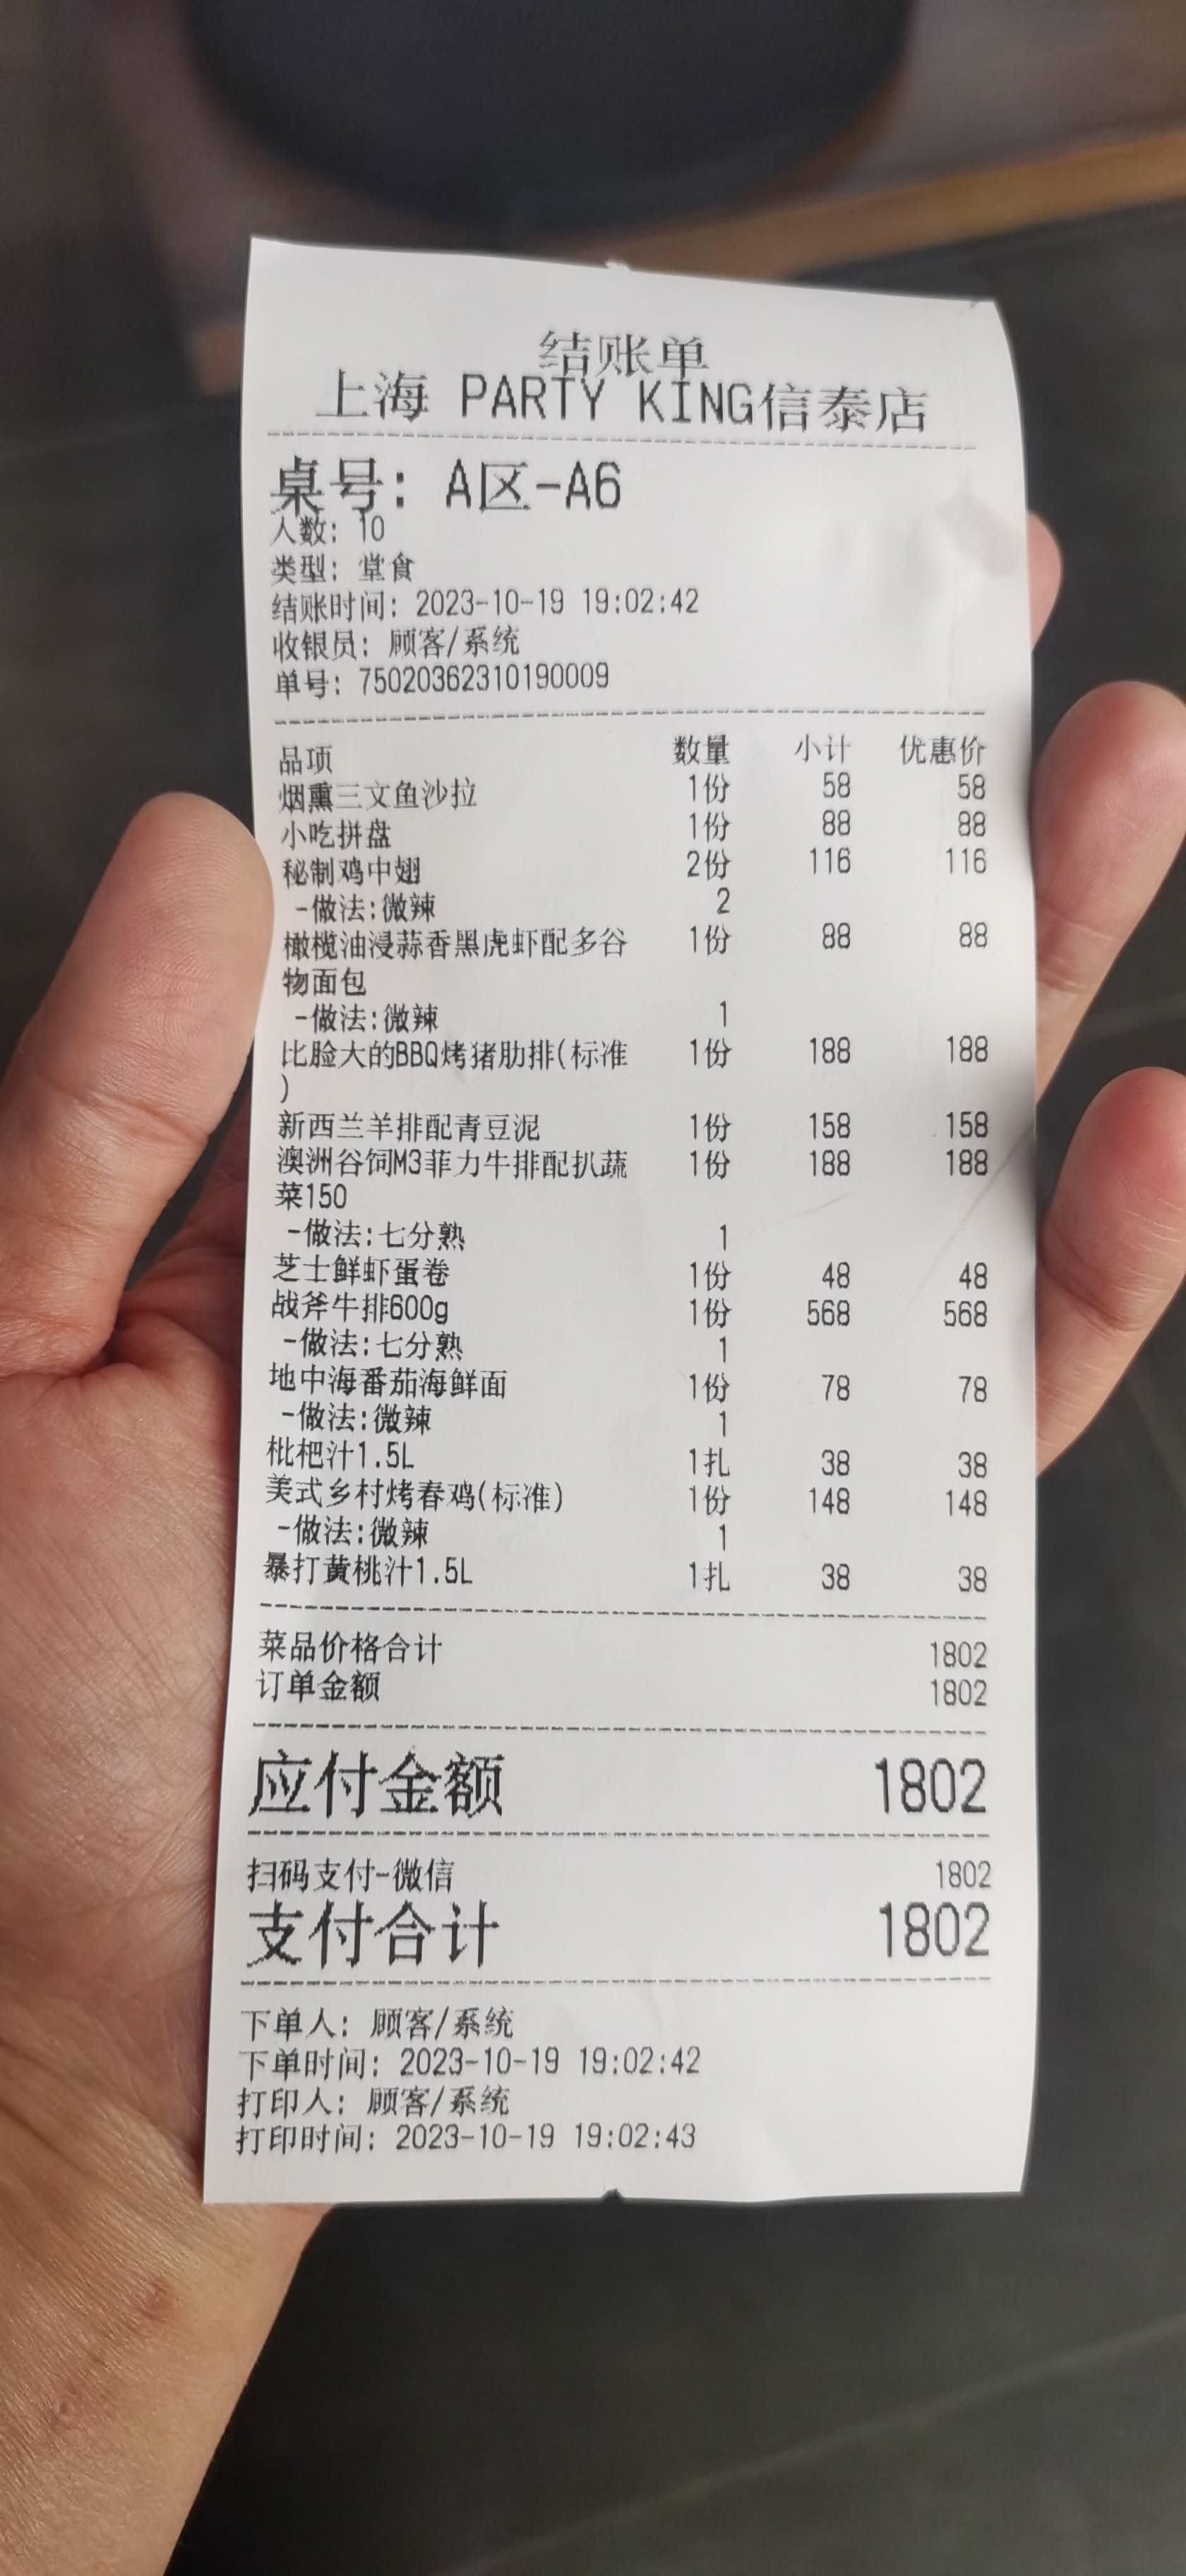 结账单
上海 PARTY KING信泰店
桌号: A区-A6
人数: 10
类型: 堂食
结账时间: 2023-10-19 19:02:42
收银员: 顾客/系统
单号: 75020362310190009
品项 数量 小计 优惠价
烟熏三文鱼沙拉 1份 58 58
小吃拼盘 1份 88 88
秘制鸡中翅 2份 116 116
-做法:微辣 2
橄榄油浸蒜香黑虎虾配多谷 1份 88 88
物面包
-做法:微辣 1
比脸大的BBQ烤猪肋排(标准 1份 188 188
)
新西兰羊排配青豆泥 1份 158 158
澳洲谷饲M3菲力牛排配扒蔬 1份 188 188
菜150
-做法:七分熟 1
芝士鲜虾蛋卷 1份 48 48
战斧牛排600g 1份 568 568
-做法:七分熟 1
地中海番茄海鲜面 1份 78 78
-做法:微辣 1
枇杷汁1.5L 1扎 38 38
美式乡村烤春鸡(标准) 1份 148 148
-做法:微辣 1
暴打黄桃汁1.5L 1扎 38 38
菜品价格合计 1802
订单金额 1802
应付金额 1802
扫码支付-微信 1802
支付合计 1802
下单人: 顾客/系统
下单时间: 2023-10-19 19:02:42
打印人: 顾客/系统
打印时间: 2023-10-19 19:02:43